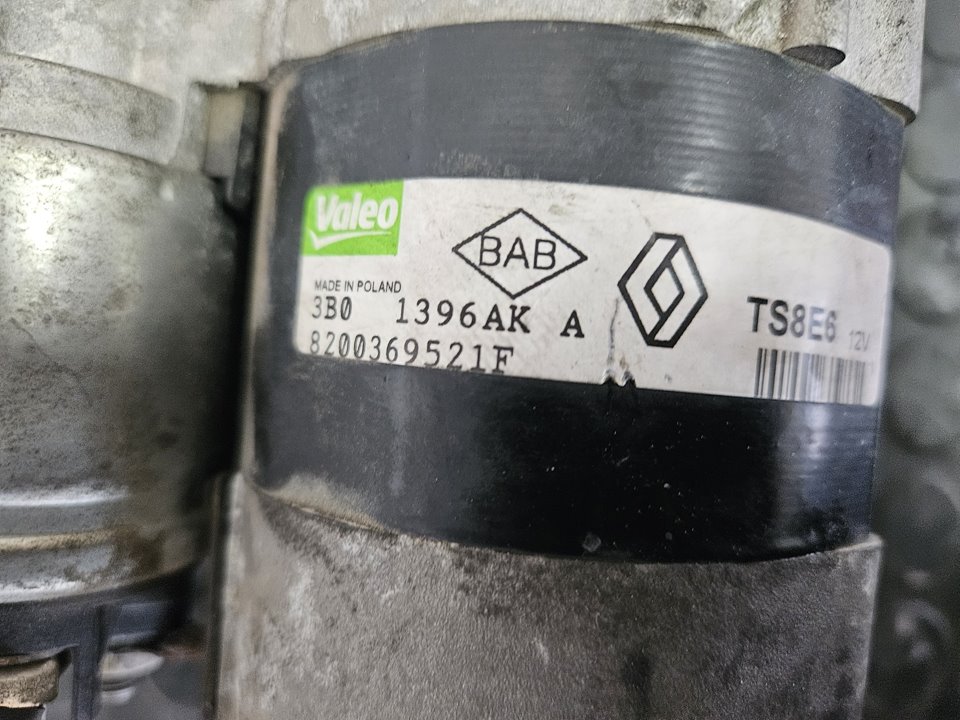 Valeo
BAB
MADE IN POLAND
3B0 1396AK A
TS8E6 12V
8200369521F